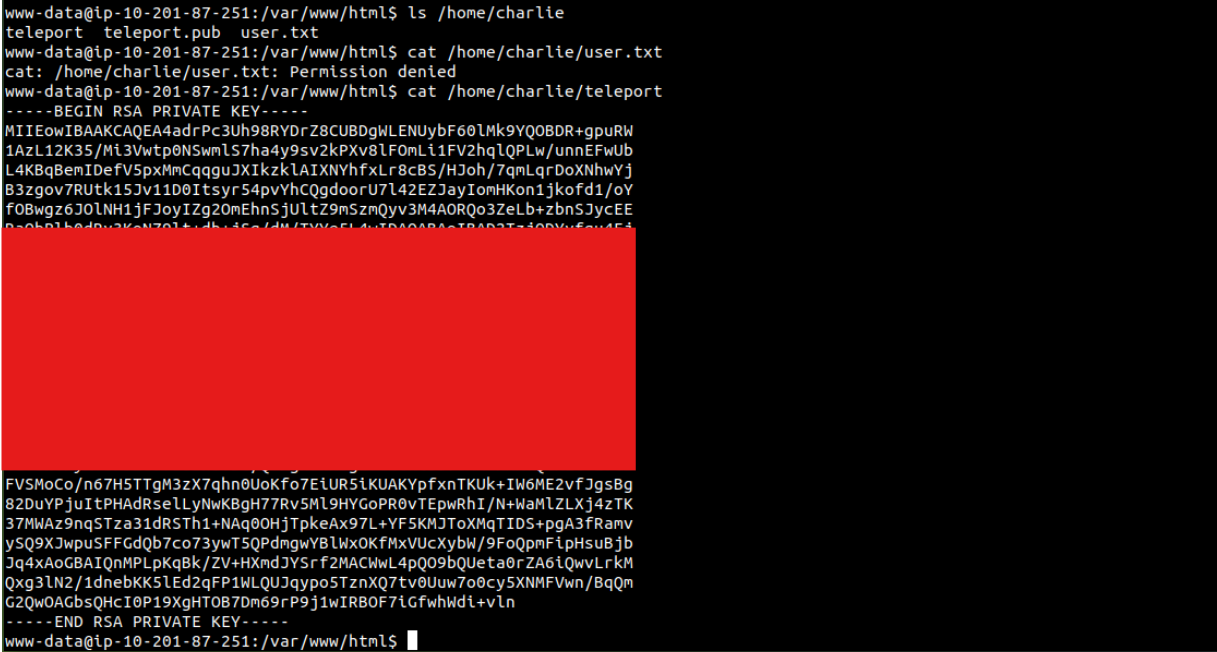 www-data@ip-10-201-87-251:/var/www/html$ ls /home/charlie
teleport  teleport.pub  user.txt
www-data@ip-10-201-87-251:/var/www/html$ cat /home/charlie/user.txt
cat: /home/charlie/user.txt: Permission denied
www-data@ip-10-201-87-251:/var/www/html$ cat /home/charlie/teleport
-----BEGIN RSA PRIVATE KEY-----
MIIEowIBAAKCAQEA4adrPc3Uh98RYDrZ8CUBDgWLENUybF60lMk9YQOBDR+gpuRW
1AzL12K35/Mi3Vwtp0NSwmlS7ha4y9sv2kPXv8lFOmLi1FV2hqlQPLw/unnEFwUb
L4KBqBemIDefV5pxMmCqqguJXIkzklAIXNYhfxLr8cBS/HJoh/7qmLqrDoXNhwYj
B3zgov7RUtk15Jv11D0Itsyr54pvYhCQgdoorU7l42EZJayIomHKon1jkofd1/oY
fOBwgz6JOlNH1jFJoyIZg2OmEhnSjUltZ9mSzmQyv3M4AORQo3ZeLb+zbnSJycEE
FVSMoCo/n67H5TTgM3zX7qhn0UoKfo7EiUR5iKUAKYpfxnTKUk+IW6ME2vfJgsBg
82DuYPjuItPHAdRselLyNwKBgH77Rv5Ml9HYGoPR0vTEpwRhI/N+WaMlZLXj4zTK
37MWAz9nqSTza31dRSTh1+NAq0OHjTpkeAx97L+YF5KMJToXMqTIDS+pgA3fRamv
ySQ9XJwpuSFFGdQb7co73ywT5QPdmgwYBlWxOKfMxVUcXybW/9FoQpmFipHsuBjb
Jq4xAoGBAIQnMPLpKqBk/ZV+HXmdJYSrf2MACWwL4pQO9bQUeta0rZA6iQwvLrkM
Qxg3lN2/1dnebKK5lEd2qFP1WLQUJqypo5TznXQ7tv0Uuw7o0cy5XNMFVwn/BqQm
G2QwOAGbsQHcI0P19XgHTOB7Dm69rP9j1wIRBOF7iGfwhWdi+vln
-----END RSA PRIVATE KEY-----
www-data@ip-10-201-87-251:/var/www/html$